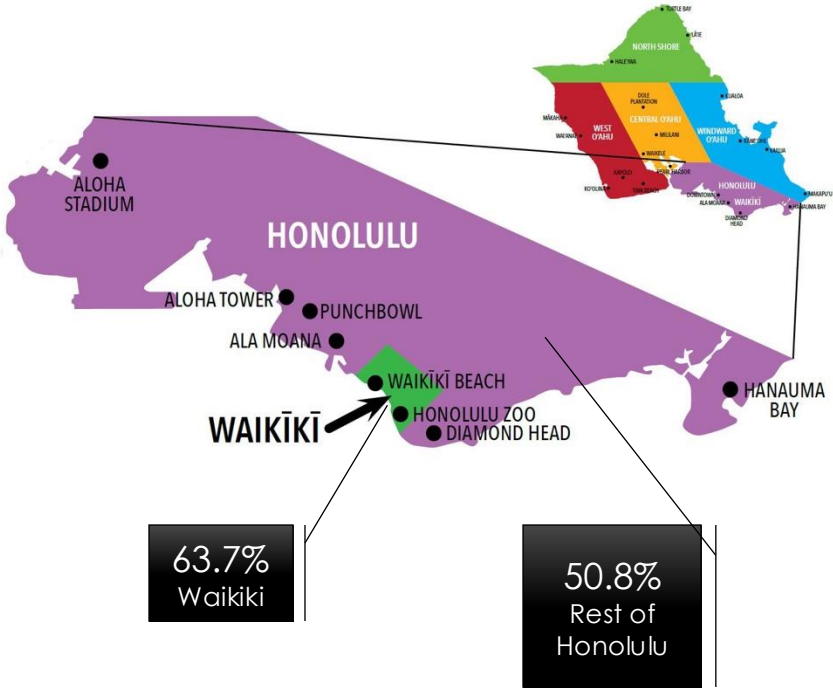 TURTLE BAY
LĀ'IE
NORTH SHORE
HALE'IWA
DOLE
PLANTATION
KUALOA
MĀKAHA
CENTRAL O'AHU
WEST
O'AHU
WINDWARD
O'AHU
WAI'ANAE
MILILANI
KĀNE'OHE
KAILUA
WAIKELE
PEARL HARBOR
KAPOLEI
KO'OLINA
HONOLULU
DOWNTOWN
ALA MOANA
WAIKĪKĪ
MAKAPU'U
HANAUMA BAY
DIAMOND
HEAD
ALOHA
STADIUM
HONOLULU
ALOHA TOWER
PUNCHBOWL
ALA MOANA
WAIKĪKĪ BEACH
HANAUMA
BAY
WAIKĪKĪ
HONOLULU ZOO
DIAMOND HEAD
63.7%
Waikiki
50.8%
Rest of
Honolulu